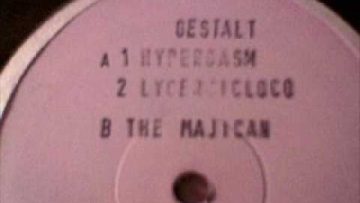 GESTALT
A 1 HYPERGASM
2
B THE MAJICAN